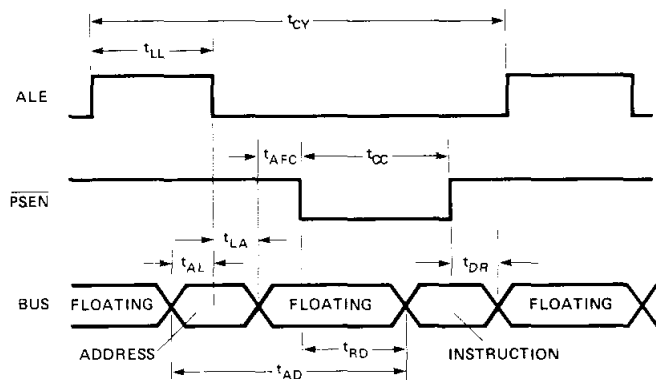 tCY
tLL
ALE
tAFC
tCC
PSEN
tLA
tAL
tDR
BUS
FLOATING
FLOATING
FLOATING
ADDRESS
tRD
INSTRUCTION
tAD